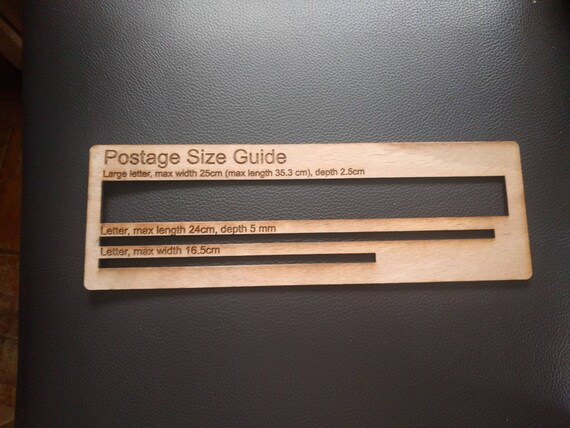 Postage Size Guide
Large letter, max width 25cm (max length 35.3 cm), depth 2.5cm
Letter, max length 24cm, depth 5 mm
Letter, max width 16.5cm